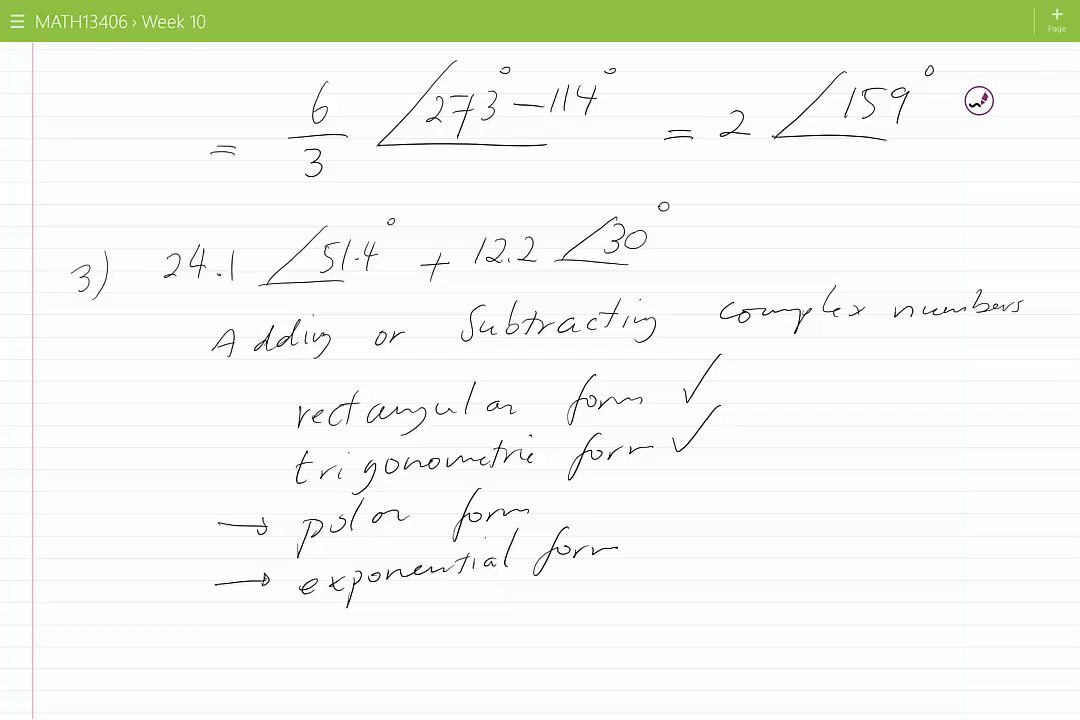 MATH13406 › Week 10
Page
= 6/3 ∠273° − 114° = 2 ∠159°
3) 24.1 ∠51.4° + 12.2 ∠30°
Adding or Subtracting complex numbers
rectangular form ✓
trigonometric form ✓
→ polar form
→ exponential form